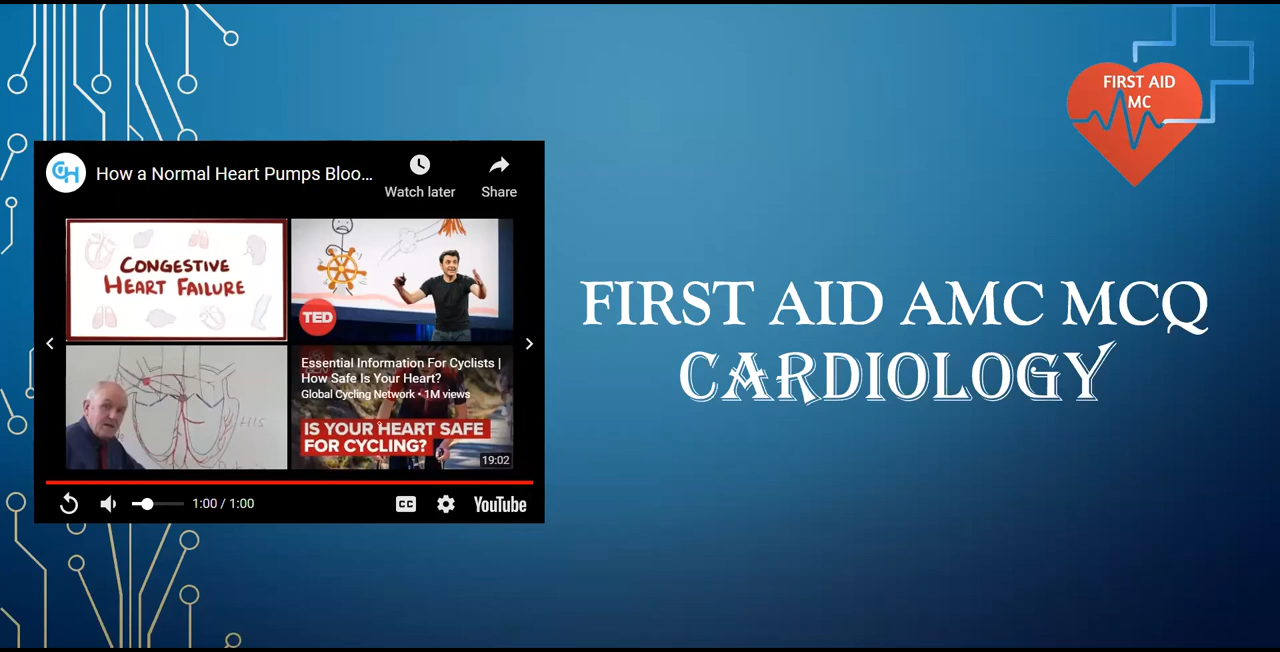 FIRST AID
MC
How a Normal Heart Pumps Bloo...
Watch later
Share
CONGESTIVE
HEART FAILURE
TED
Essential Information For Cyclists |
How Safe Is Your Heart?
Global Cycling Network • 1M views
IS YOUR HEART SAFE
FOR CYCLING?
19:02
HIS
1:00 / 1:00
CC
YouTube
FIRST AID AMC MCQ
CARDIOLOGY